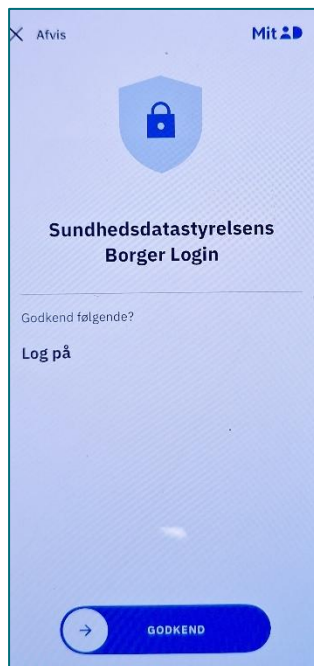 Afvis
MitID
Sundhedsdatastyrelsens
Borger Login
Godkend følgende?
Log på
GODKEND